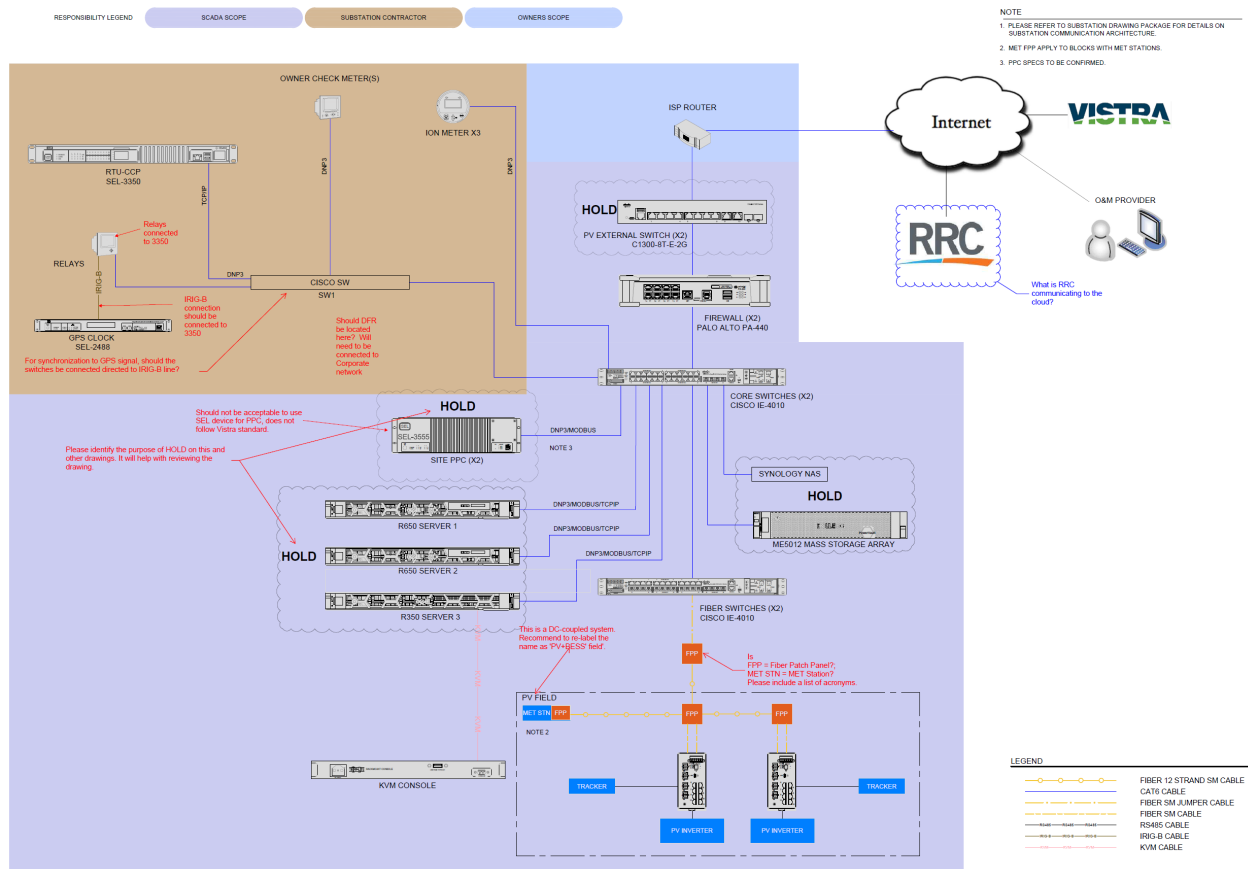 RESPONSIBILITY LEGEND
SCADA SCOPE
SUBSTATION CONTRACTOR
OWNERS SCOPE
NOTE
1. PLEASE REFER TO SUBSTATION DRAWING PACKAGE FOR DETAILS ON
SUBSTATION COMMUNICATION ARCHITECTURE.
2. MET FPP APPLY TO BLOCKS WITH MET STATIONS.
3. PPC SPECS TO BE CONFIRMED.
OWNER CHECK METER(S)
ION METER X3
ISP ROUTER
Internet
VISTRA
RTU-CCP
SEL-3350
TCP/IP
DNP3
DNP3
HOLD
PV EXTERNAL SWITCH (X2)
C1300-8T-E-2G
RRC
O&M PROVIDER
Relays
connected
to 3350
RELAYS
IRIG-B
DNP3
CISCO SW
SW1
What is RRC
communicating to the
cloud?
IRIG-B
connection
should be
connected to
3350
GPS CLOCK
SEL-2488
FIREWALL (X2)
PALO ALTO PA-440
Should DFR
be located
here? Will
need to be
connected to
Corporate
network
For synchronization to GPS signal, should the
switches be connected directed to IRIG-B line?
CORE SWITCHES (X2)
CISCO IE-4010
Should not be acceptable to use
SEL device for PPC, does not
follow Vistra standard.
HOLD
SEL-3555
DNP3/MODBUS
NOTE 3
SITE PPC (X2)
Please identify the purpose of HOLD on this and
other drawings. It will help with reviewing the
drawing.
SYNOLOGY NAS
HOLD
ME5012 MASS STORAGE ARRAY
DNP3/MODBUS/TCPIP
R650 SERVER 1
DNP3/MODBUS/TCPIP
HOLD
R650 SERVER 2
DNP3/MODBUS/TCPIP
R350 SERVER 3
FIBER SWITCHES (X2)
CISCO IE-4010
This is a DC-coupled system.
Recommend to re-label the
name as 'PV+BESS' field'.
FPP
Is
FPP = Fiber Patch Panel?;
MET STN = MET Station?
Please include a list of acronyms.
PV FIELD
MET STN
FPP
FPP
FPP
NOTE 2
KVM CONSOLE
TRACKER
TRACKER
PV INVERTER
PV INVERTER
LEGEND
FIBER 12 STRAND SM CABLE
CAT6 CABLE
FIBER SM JUMPER CABLE
FIBER SM CABLE
RS485 RS485 RS485
RS485 CABLE
IRIG-B IRIG-B IRIG-B
IRIG-B CABLE
KVM CABLE